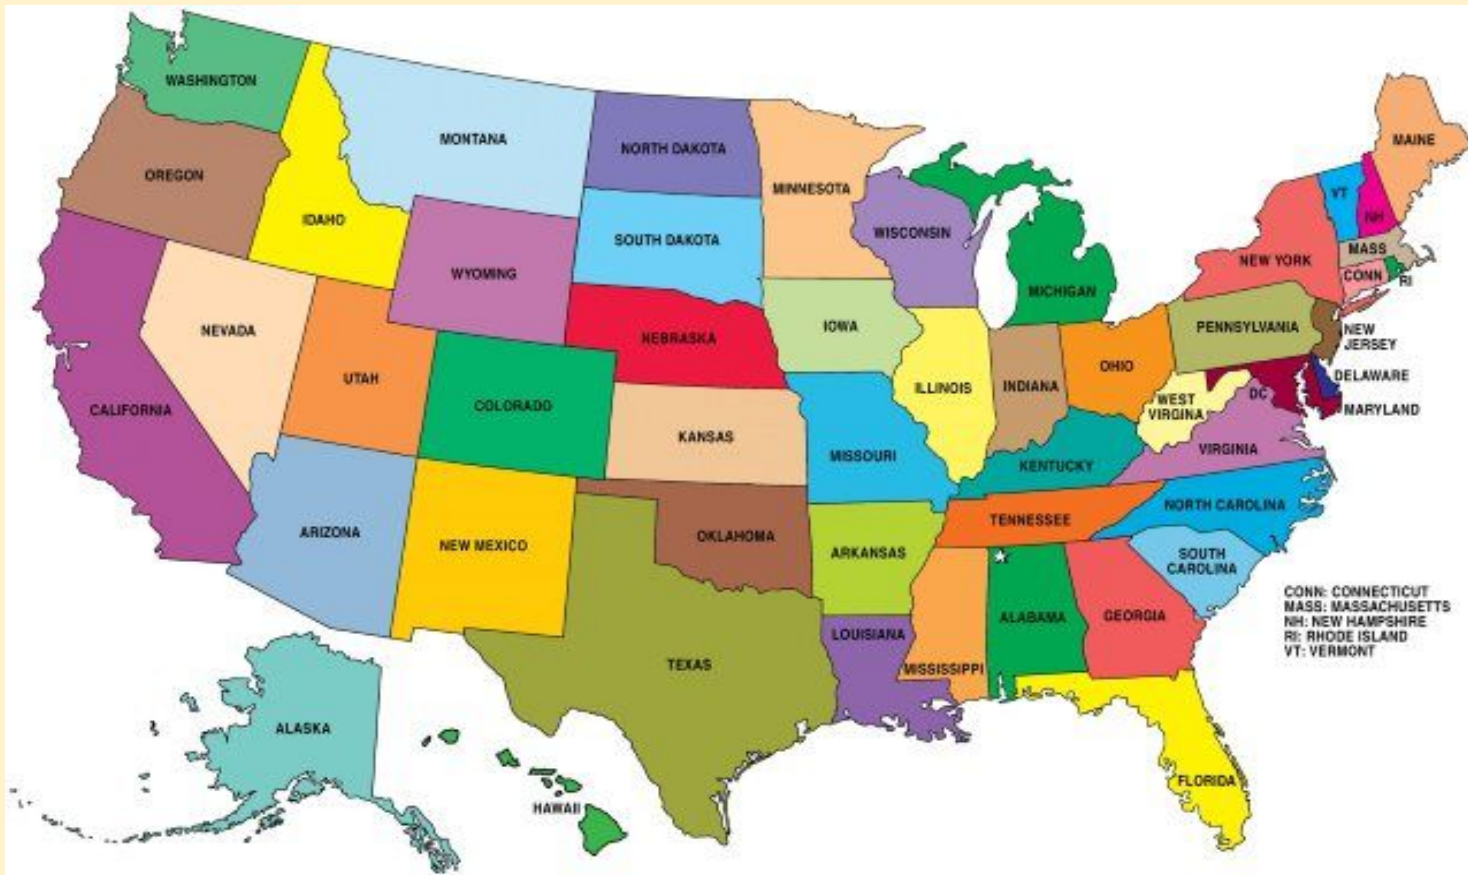 WASHINGTON
OREGON
IDAHO
MONTANA
NORTH DAKOTA
MINNESOTA
SOUTH DAKOTA
WYOMING
WISCONSIN
MICHIGAN
MAINE
VT
NH
MASS
NEW YORK
CONN
RI
CALIFORNIA
NEVADA
UTAH
COLORADO
NEBRASKA
IOWA
KANSAS
ILLINOIS
INDIANA
OHIO
PENNSYLVANIA
NEW
JERSEY
DELAWARE
MARYLAND
DC
WEST
VIRGINA
VIRGINIA
MISSOURI
KENTUCKY
ARIZONA
NEW MEXICO
OKLAHOMA
ARKANSAS
TENNESSEE
NORTH CAROLINA
SOUTH
CAROLINA
TEXAS
LOUISIANA
MISSISSIPPI
ALABAMA
GEORGIA
FLORIDA
ALASKA
HAWAII
CONN: CONNECTICUT
MASS: MASSACHUSETTS
NH: NEW HAMPSHIRE
RI: RHODE ISLAND
VT: VERMONT